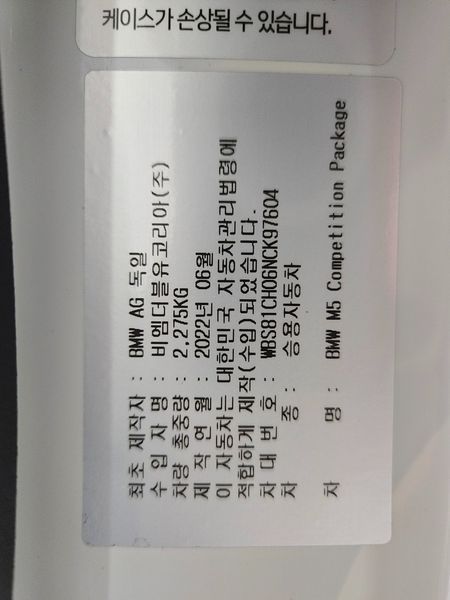 케이스가 손상될 수 있습니다.
최초 제작자 : BMW AG 독일
수 입 자 명 : 비엠더블유코리아(주)
차량 총중량 : 2,275KG
제 작 연 월 : 2022년 06월
이 자동차는 대한민국 자동차관리법령에
적합하게 제작(수입)되었습니다.
차 대 번 호 : WBS81CH06NCK97604
차 종 : 승용자동차
차 명 : BMW M5 Competition Package